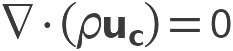 ∇ · (ρu_c) = 0